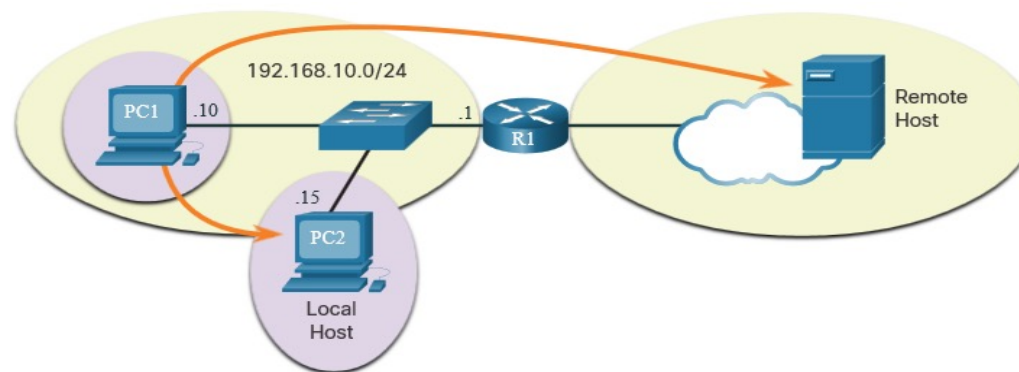 192.168.10.0/24
PC1
.10
.1
R1
Remote
Host
.15
PC2
Local
Host